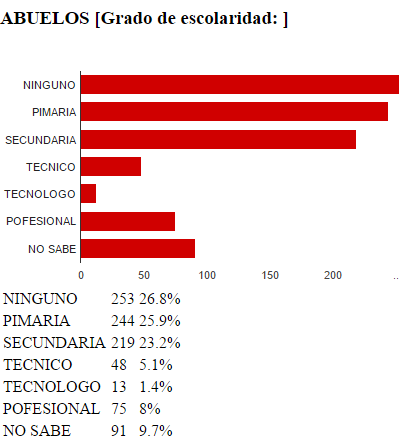 ABUELOS [Grado de escolaridad: ]
NINGUNO
PIMARIA
SECUNDARIA
TECNICO
TECNOLOGO
POFESIONAL
NO SABE
0 50 100 150 200 ..
NINGUNO 253 26.8%
PIMARIA 244 25.9%
SECUNDARIA 219 23.2%
TECNICO 48 5.1%
TECNOLOGO 13 1.4%
POFESIONAL 75 8%
NO SABE 91 9.7%